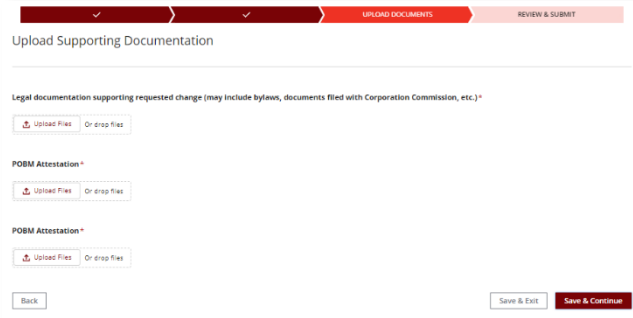 UPLOAD DOCUMENTS REVIEW & SUBMIT
Upload Supporting Documentation
Legal documentation supporting requested change (may include bylaws, documents filed with Corporation Commission, etc.)*
Upload Files Or drop files
POBM Attestation*
Upload Files Or drop files
POBM Attestation*
Upload Files Or drop files
Back Save & Exit Save & Continue